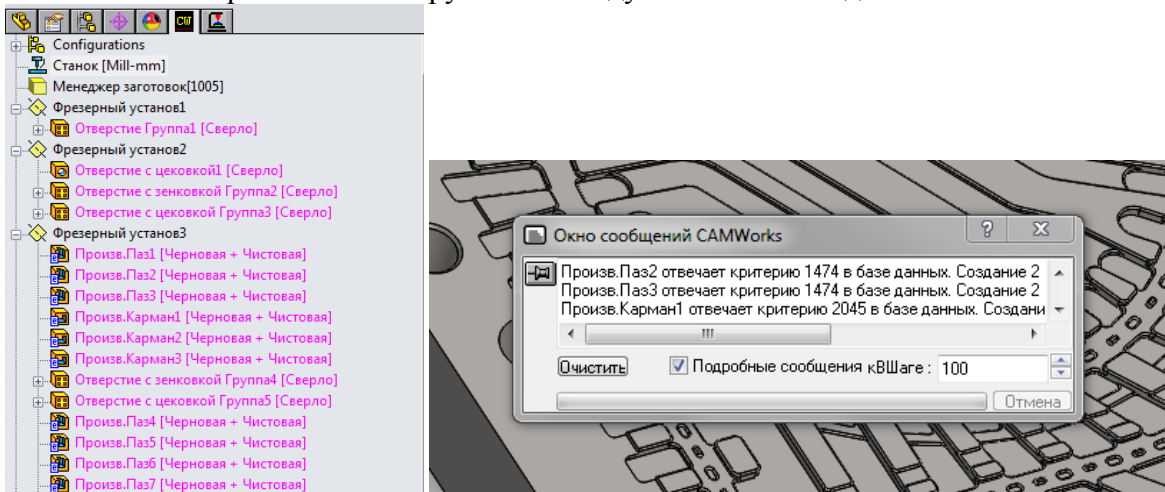 Configurations
Станок [Mill-mm]
Менеджер заготовок[1005]
Фрезерный установ1
Отверстие Группа1 [Сверло]
Фрезерный установ2
Отверстие с цековкой1 [Сверло]
Отверстие с зенковкой Группа2 [Сверло]
Отверстие с цековкой Группа3 [Сверло]
Фрезерный установ3
Произв.Паз1 [Черновая + Чистовая]
Произв.Паз2 [Черновая + Чистовая]
Произв.Паз3 [Черновая + Чистовая]
Произв.Карман1 [Черновая + Чистовая]
Произв.Карман2 [Черновая + Чистовая]
Произв.Карман3 [Черновая + Чистовая]
Отверстие с зенковкой Группа4 [Сверло]
Отверстие с цековкой Группа5 [Сверло]
Произв.Паз4 [Черновая + Чистовая]
Произв.Паз5 [Черновая + Чистовая]
Произв.Паз6 [Черновая + Чистовая]
Произв.Паз7 [Черновая + Чистовая]
Окно сообщений CAMWorks
Произв.Паз2 отвечает критерию 1474 в базе данных. Создание 2
Произв.Паз3 отвечает критерию 1474 в базе данных. Создание 2
Произв.Карман1 отвечает критерию 2045 в базе данных. Создани
Очистить Подробные сообщения кВШаге : 100
Отмена